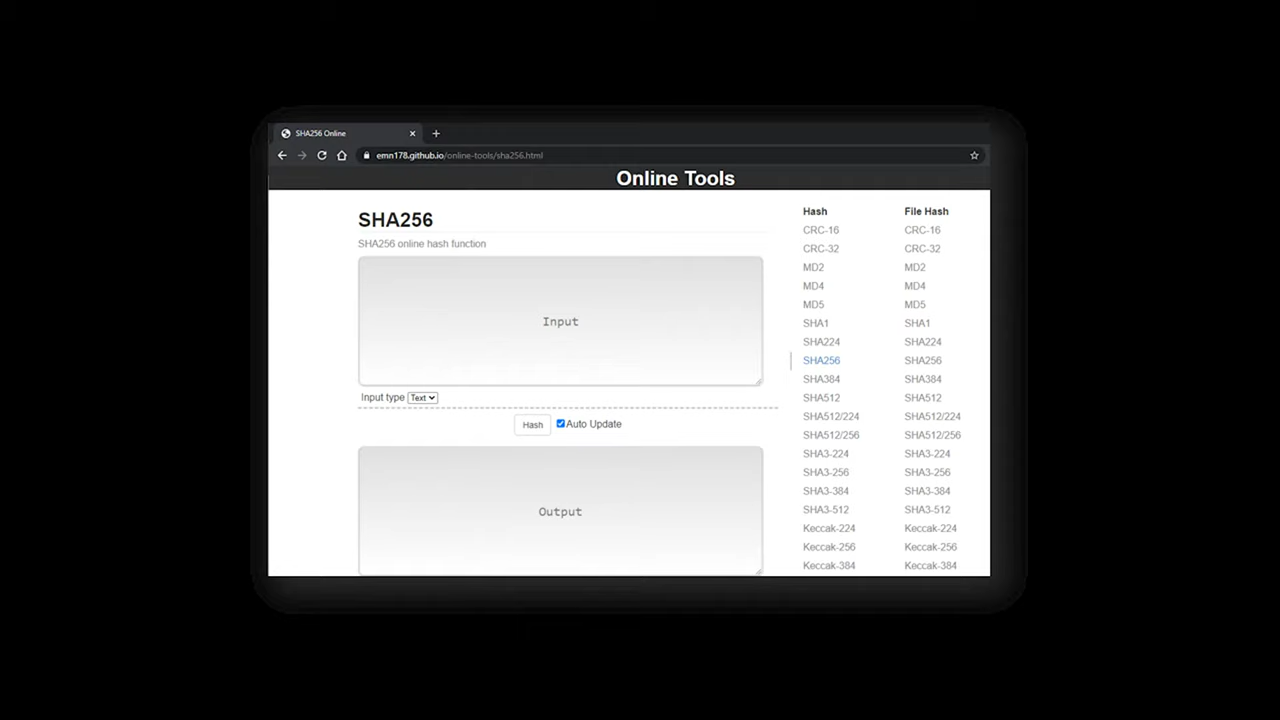 SHA256 Online
emn178.github.io/online-tools/sha256.html
Online Tools
SHA256
SHA256 online hash function
Input
Input type Text
Hash Auto Update
Output
Hash
CRC-16
CRC-32
MD2
MD4
MD5
SHA1
SHA224
SHA256
SHA384
SHA512
SHA512/224
SHA512/256
SHA3-224
SHA3-256
SHA3-384
SHA3-512
Keccak-224
Keccak-256
Keccak-384
File Hash
CRC-16
CRC-32
MD2
MD4
MD5
SHA1
SHA224
SHA256
SHA384
SHA512
SHA512/224
SHA512/256
SHA3-224
SHA3-256
SHA3-384
SHA3-512
Keccak-224
Keccak-256
Keccak-384